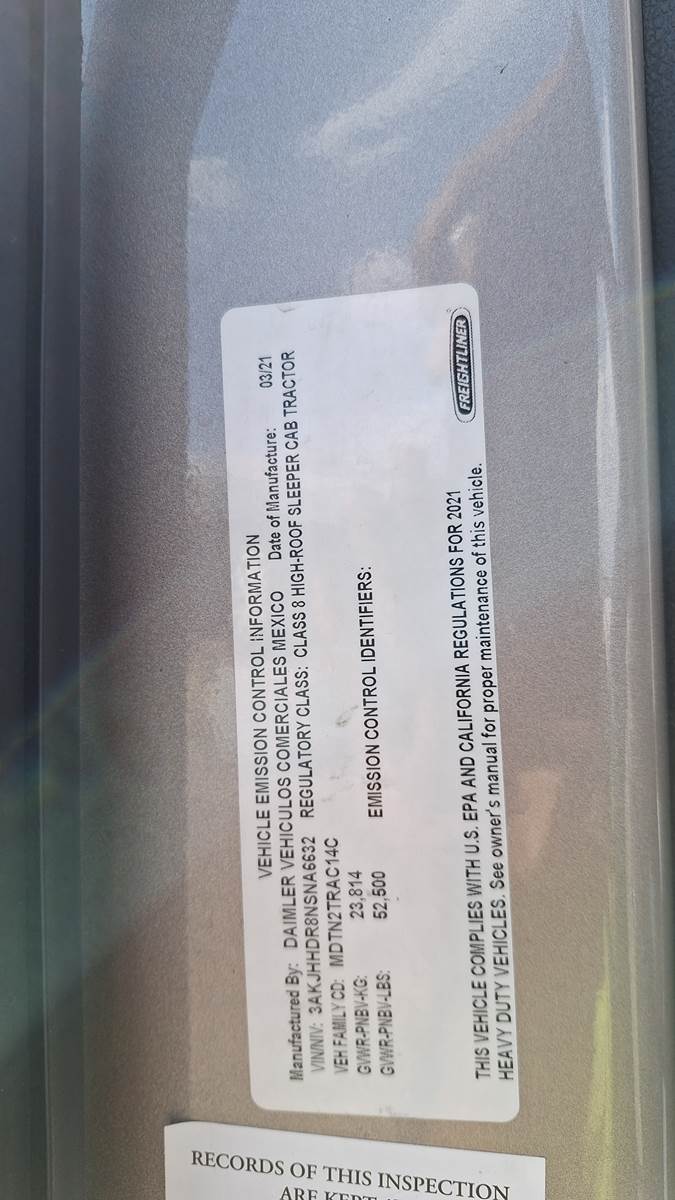 VEHICLE EMISSION CONTROL INFORMATION
Manufactured By: DAIMLER VEHICULOS COMERCIALES MEXICO Date of Manufacture: 03/21
VIN/NIV: 3AKJHHDR8NSNA6632 REGULATORY CLASS: CLASS 8 HIGH-ROOF SLEEPER CAB TRACTOR
VEH FAMILY CD: MDTN2TRAC14C
GVWR-PNBV-KG: 23,814
GVWR-PNBV-LBS: 52,500 EMISSION CONTROL IDENTIFIERS:
THIS VEHICLE COMPLIES WITH U.S. EPA AND CALIFORNIA REGULATIONS FOR 2021
HEAVY DUTY VEHICLES. See owner's manual for proper maintenance of this vehicle.
FREIGHTLINER
RECORDS OF THIS INSPECTION
ARE